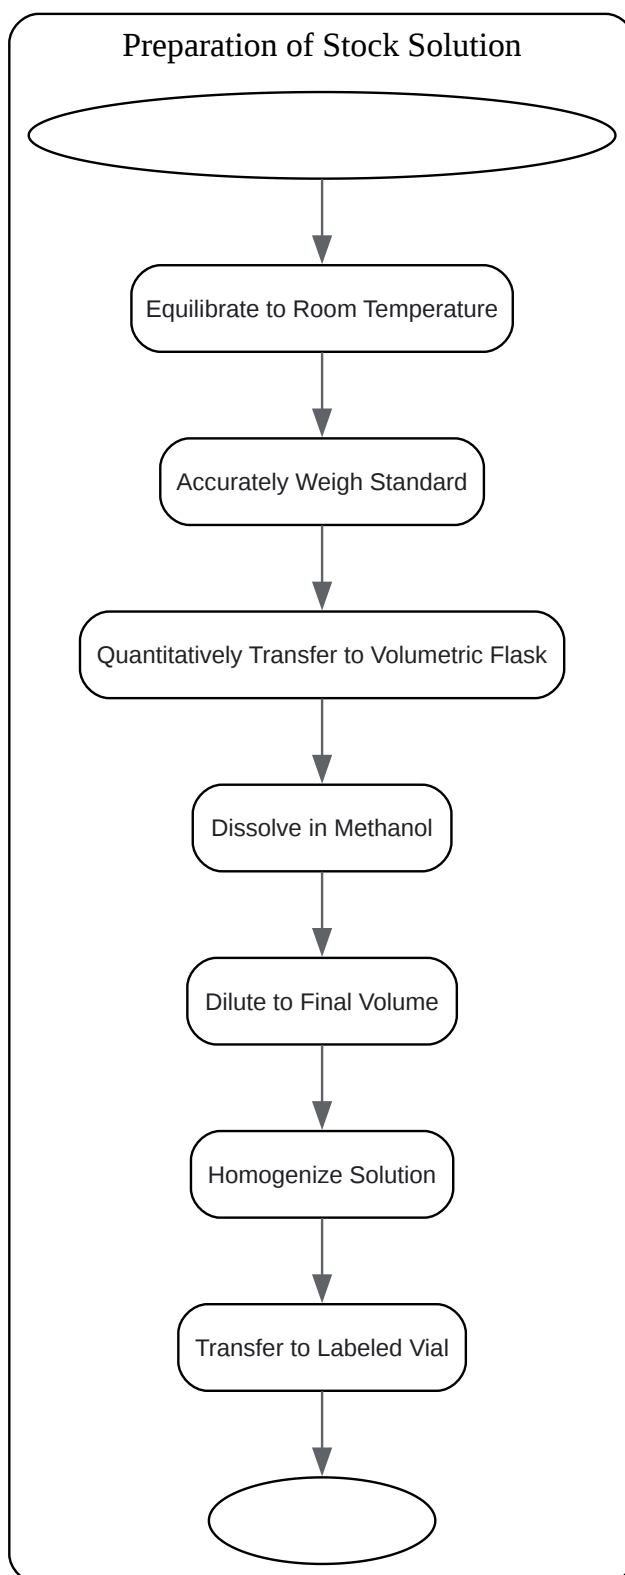 Preparation of Stock Solution
Equilibrate to Room Temperature
Accurately Weigh Standard
Quantitatively Transfer to Volumetric Flask
Dissolve in Methanol
Dilute to Final Volume
Homogenize Solution
Transfer to Labeled Vial